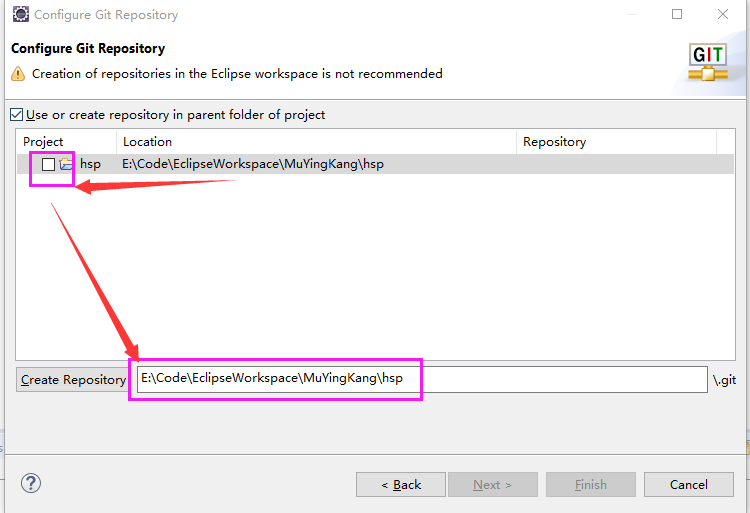 Configure Git Repository
Configure Git Repository
Creation of repositories in the Eclipse workspace is not recommended
GIT
Use or create repository in parent folder of project
Project Location Repository
hsp E:\Code\EclipseWorkspace\MuYingKang\hsp
Create Repository E:\Code\EclipseWorkspace\MuYingKang\hsp \.git
s
? < Back Next > Finish Cancel